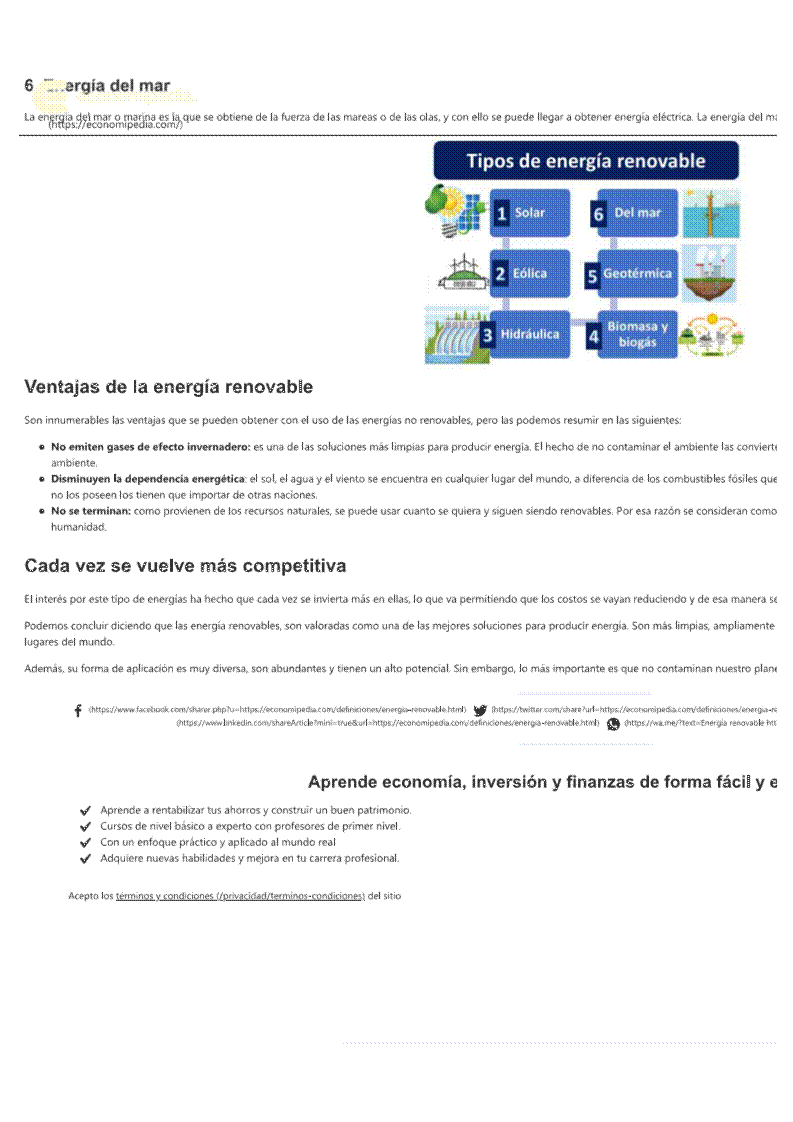 6. Energía del mar
La energía del mar o marina es la que se obtiene de la fuerza de las mareas o de las olas, y con ello se puede llegar a obtener energía eléctrica. La energía del
(https://economipedia.com/)
Tipos de energía renovable
1 Solar
2 Eólica
3 Hidráulica
4 Biomasa y
biogás
5 Geotérmica
6 Del mar
Ventajas de la energía renovable
Son innumerables las ventajas que se pueden obtener con el uso de las energías no renovables, pero las podemos resumir en las siguientes:
No emiten gases de efecto invernadero: es una de las soluciones más limpias para producir energía. El hecho de no contaminar el ambiente las convierte
ambiente.
Disminuyen la dependencia energética: el sol, el agua y el viento se encuentra en cualquier lugar del mundo, a diferencia de los combustibles fósiles que
no los poseen los tienen que importar de otras naciones.
No se terminan: como provienen de los recursos naturales, se puede usar cuanto se quiera y siguen siendo renovables. Por esa razón se consideran como
humanidad.
Cada vez se vuelve más competitiva
El interés por este tipo de energías ha hecho que cada vez se invierta más en ellas, lo que va permitiendo que los costos se vayan reduciendo y de esa manera se
Podemos concluir diciendo que las energía renovables, son valoradas como una de las mejores soluciones para producir energía. Son más limpias, ampliamente
lugares del mundo.
Además, su forma de aplicación es muy diversa, son abundantes y tienen un alto potencial. Sin embargo, lo más importante es que no contaminan nuestro plane
(https://www.facebook.com/sharer.php?u=https://economipedia.com/definiciones/energia-renovable.html) (https://twitter.com/share?url=https://economipedia.com/definiciones/energia-re
(https://www.linkedin.com/shareArticle?mini=true&url=https://economipedia.com/definiciones/energia-renovable.html) (https://wa.me/?text=Energía renovable htt
Aprende economía, inversión y finanzas de forma fácil y e
Aprende a rentabilizar tus ahorros y construir un buen patrimonio.
Cursos de nivel básico a experto con profesores de primer nivel.
Con un enfoque práctico y aplicado al mundo real
Adquiere nuevas habilidades y mejora en tu carrera profesional.
Acepto los términos y condiciones (/privacidad/terminos-condiciones) del sitio